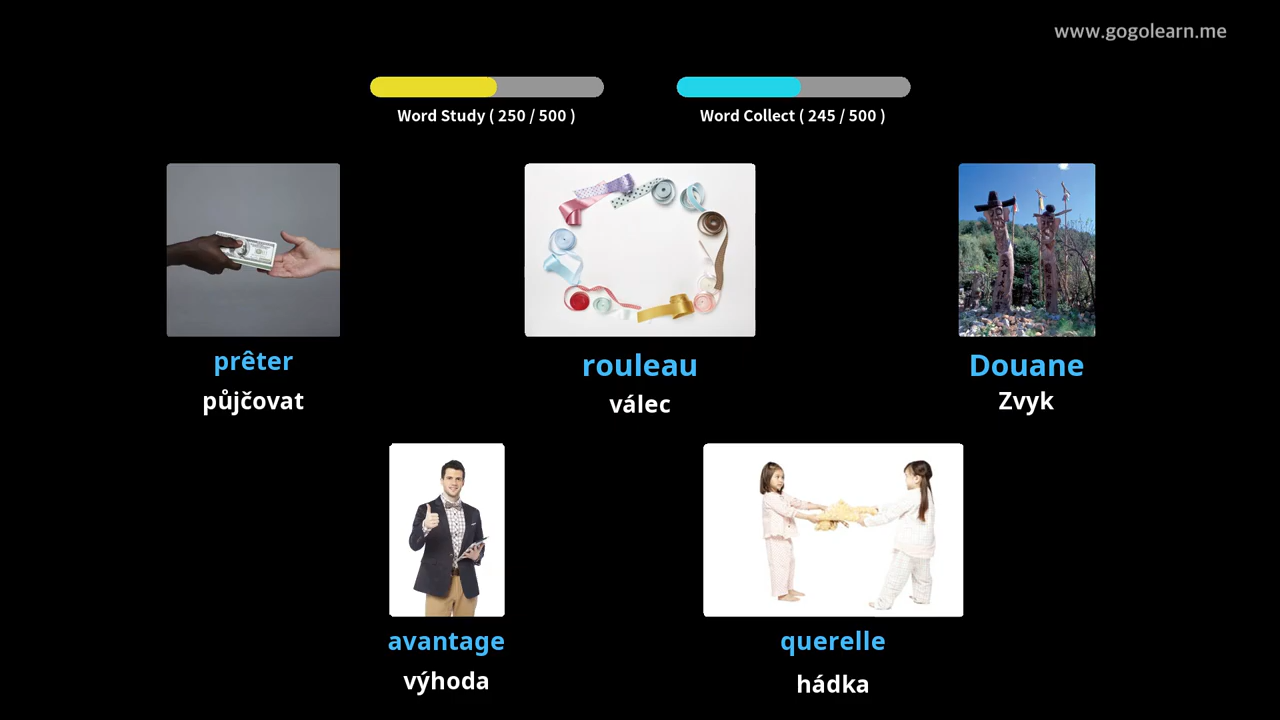 www.gogolearn.me
Word Study ( 250 / 500 )
Word Collect ( 245 / 500 )
prêter
půjčovat
rouleau
válec
Douane
Zvyk
avantage
výhoda
querelle
hádka